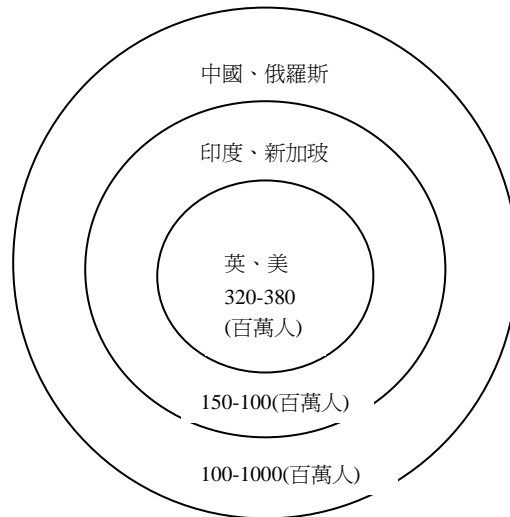 中國、俄羅斯
印度、新加玻
英、美
320-380
(百萬人)
150-100(百萬人)
100-1000(百萬人)